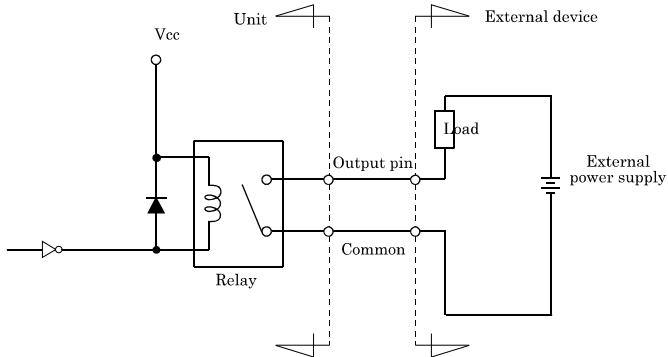 Unit
External device
Vcc
Load
Output pin
External
power supply
Common
Relay